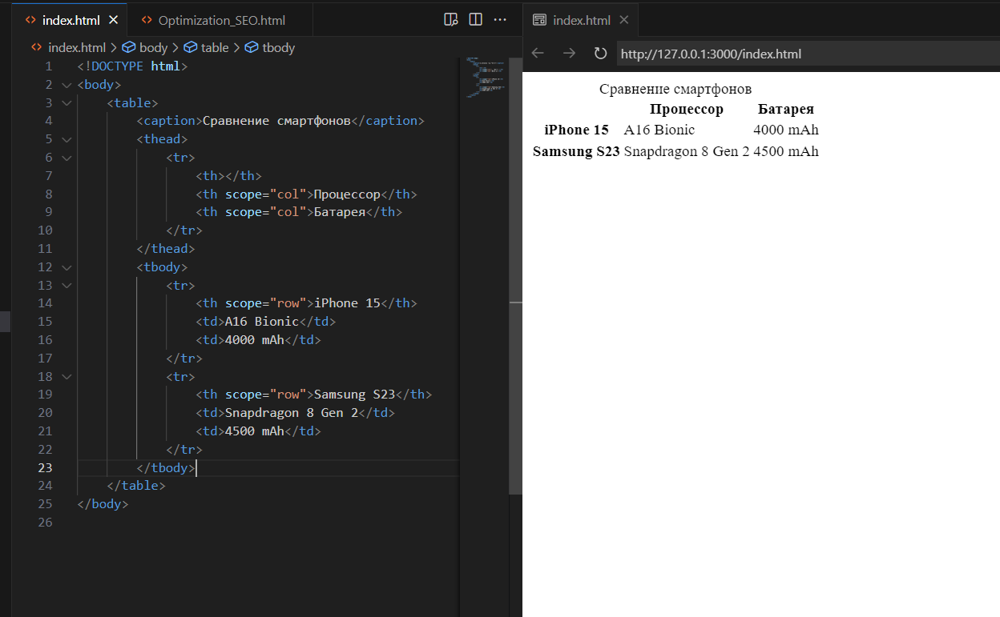 index.html
Optimization_SEO.html
index.html > body > table > tbody
1 <!DOCTYPE html>
2 <body>
3 <table>
4 <caption>Сравнение смартфонов</caption>
5 <thead>
6 <tr>
7 <th></th>
8 <th scope="col">Процессор</th>
9 <th scope="col">Батарея</th>
10 </tr>
11 </thead>
12 <tbody>
13 <tr>
14 <th scope="row">iPhone 15</th>
15 <td>A16 Bionic</td>
16 <td>4000 mAh</td>
17 </tr>
18 <tr>
19 <th scope="row">Samsung S23</th>
20 <td>Snapdragon 8 Gen 2</td>
21 <td>4500 mAh</td>
22 </tr>
23 </tbody>
24 </table>
25 </body>
26
index.html
http://127.0.0.1:3000/index.html
Сравнение смартфонов
Процессор Батарея
iPhone 15 A16 Bionic 4000 mAh
Samsung S23 Snapdragon 8 Gen 2 4500 mAh